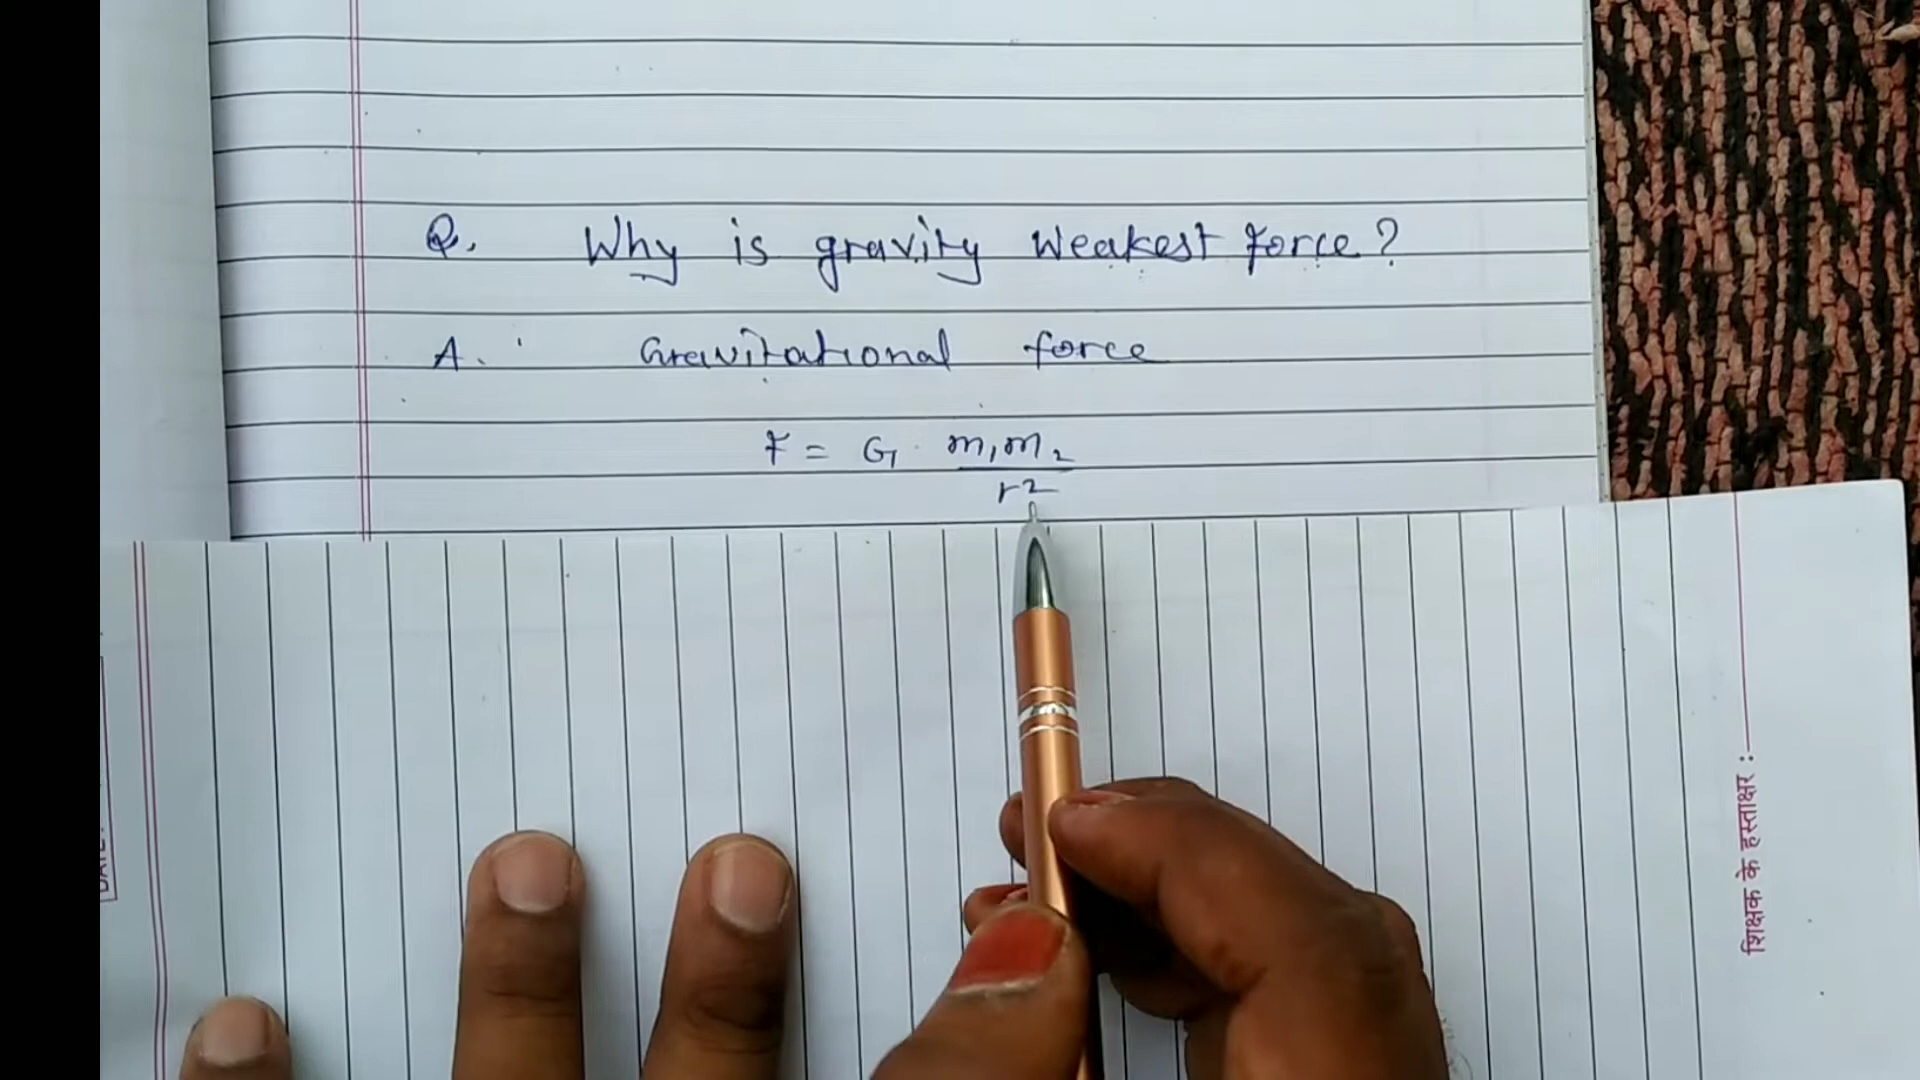 Q. Why is gravity weakest force?
A. Gravitational force
F = G m₁m₂
r²
शिक्षक के हस्ताक्षर :